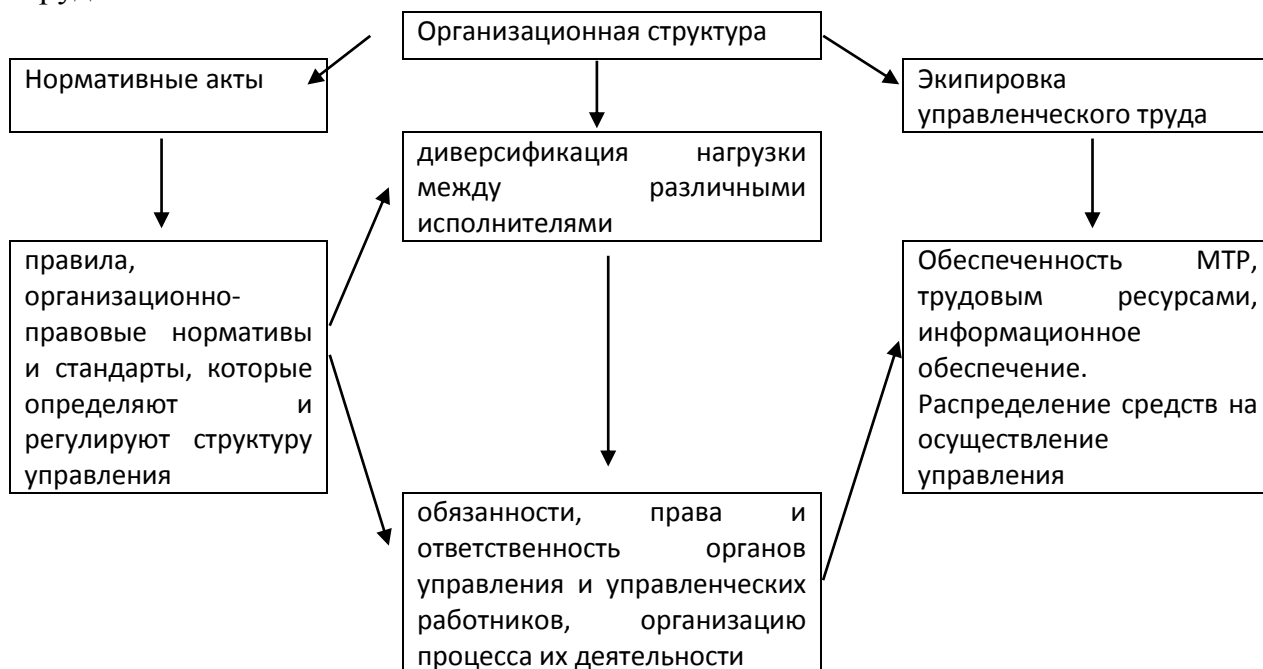 Организационная структура
Нормативные акты
Экипировка
управленческого труда
диверсификация нагрузки
между различными
исполнителями
правила,
организационно-
правовые нормативы
и стандарты, которые
определяют и
регулируют структуру
управления
Обеспеченность МТР,
трудовым ресурсами,
информационное
обеспечение.
Распределение средств на
осуществление
управления
обязанности, права и
ответственность органов
управления и управленческих
работников, организацию
процесса их деятельности